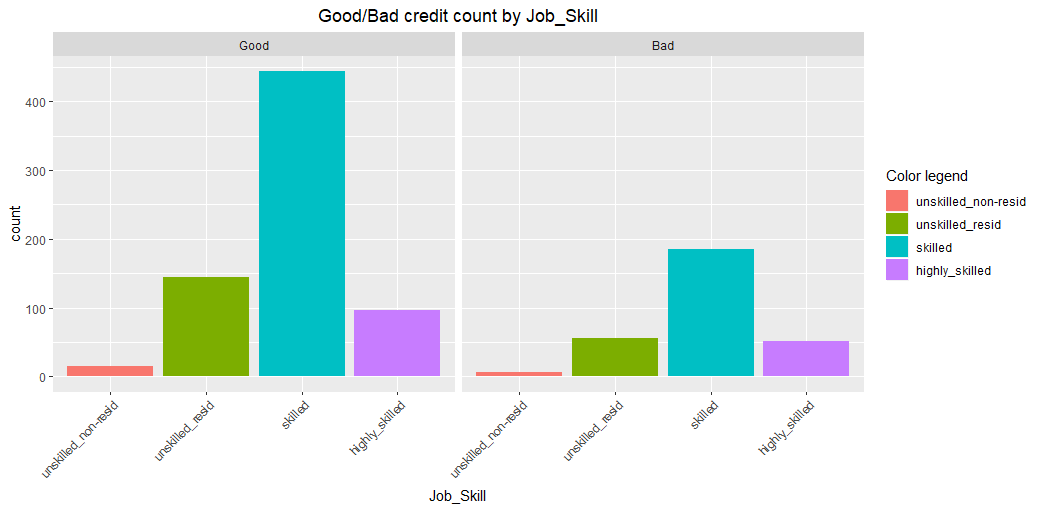 Good/Bad credit count by Job_Skill
Good
Bad
count
400
300
200
100
0
unskilled_non-resid
unskilled_resid
skilled
highly_skilled
unskilled_non-resid
unskilled_resid
skilled
highly_skilled
Job_Skill
Color legend
unskilled_non-resid
unskilled_resid
skilled
highly_skilled